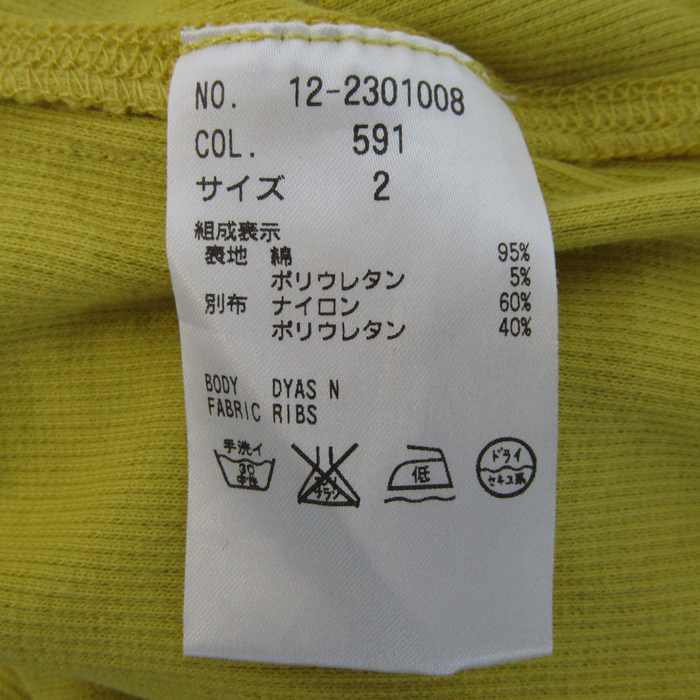 NO. 12-2301008
COL. 591
サイズ 2
組成表示
表地 綿 95%
ポリウレタン 5%
別布 ナイロン 60%
ポリウレタン 40%
BODY DYAS N
FABRIC RIBS
手洗イ
30
中性
低
ドライ
セキユ系